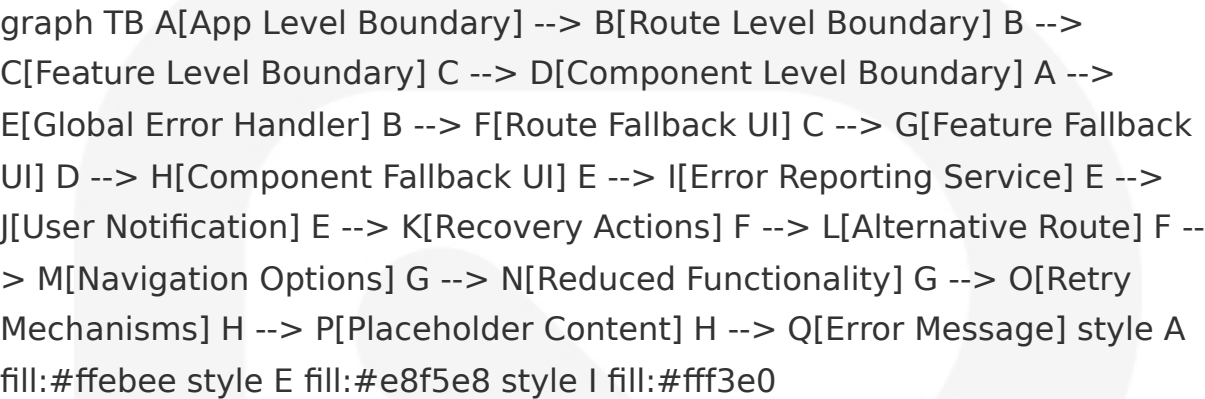 graph TB A[App Level Boundary] --> B[Route Level Boundary] B -->
C[Feature Level Boundary] C --> D[Component Level Boundary] A -->
E[Global Error Handler] B --> F[Route Fallback UI] C --> G[Feature Fallback
UI] D --> H[Component Fallback UI] E --> I[Error Reporting Service] E -->
J[User Notification] E --> K[Recovery Actions] F --> L[Alternative Route] F --
> M[Navigation Options] G --> N[Reduced Functionality] G --> O[Retry
Mechanisms] H --> P[Placeholder Content] H --> Q[Error Message] style A
fill:#ffebee style E fill:#e8f5e8 style I fill:#fff3e0